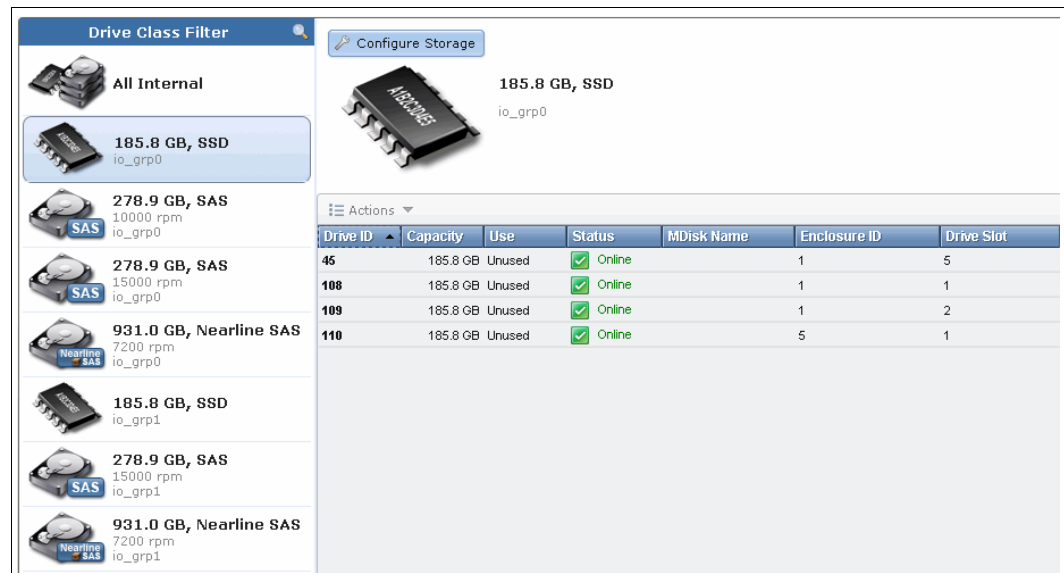 Drive Class Filter
All Internal
185.8 GB, SSD
io_grp0
278.9 GB, SAS
10000 rpm
io_grp0
SAS
278.9 GB, SAS
15000 rpm
io_grp0
SAS
931.0 GB, Nearline SAS
7200 rpm
io_grp0
Nearline
SAS
185.8 GB, SSD
io_grp1
278.9 GB, SAS
15000 rpm
io_grp1
SAS
931.0 GB, Nearline SAS
7200 rpm
io_grp1
Nearline
SAS
Configure Storage
A1B2C3D4E5
185.8 GB, SSD
io_grp0
Actions
Drive ID Capacity Use Status MDisk Name Enclosure ID Drive Slot
45 185.8 GB Unused Online 1 5
108 185.8 GB Unused Online 1 1
109 185.8 GB Unused Online 1 2
110 185.8 GB Unused Online 5 1